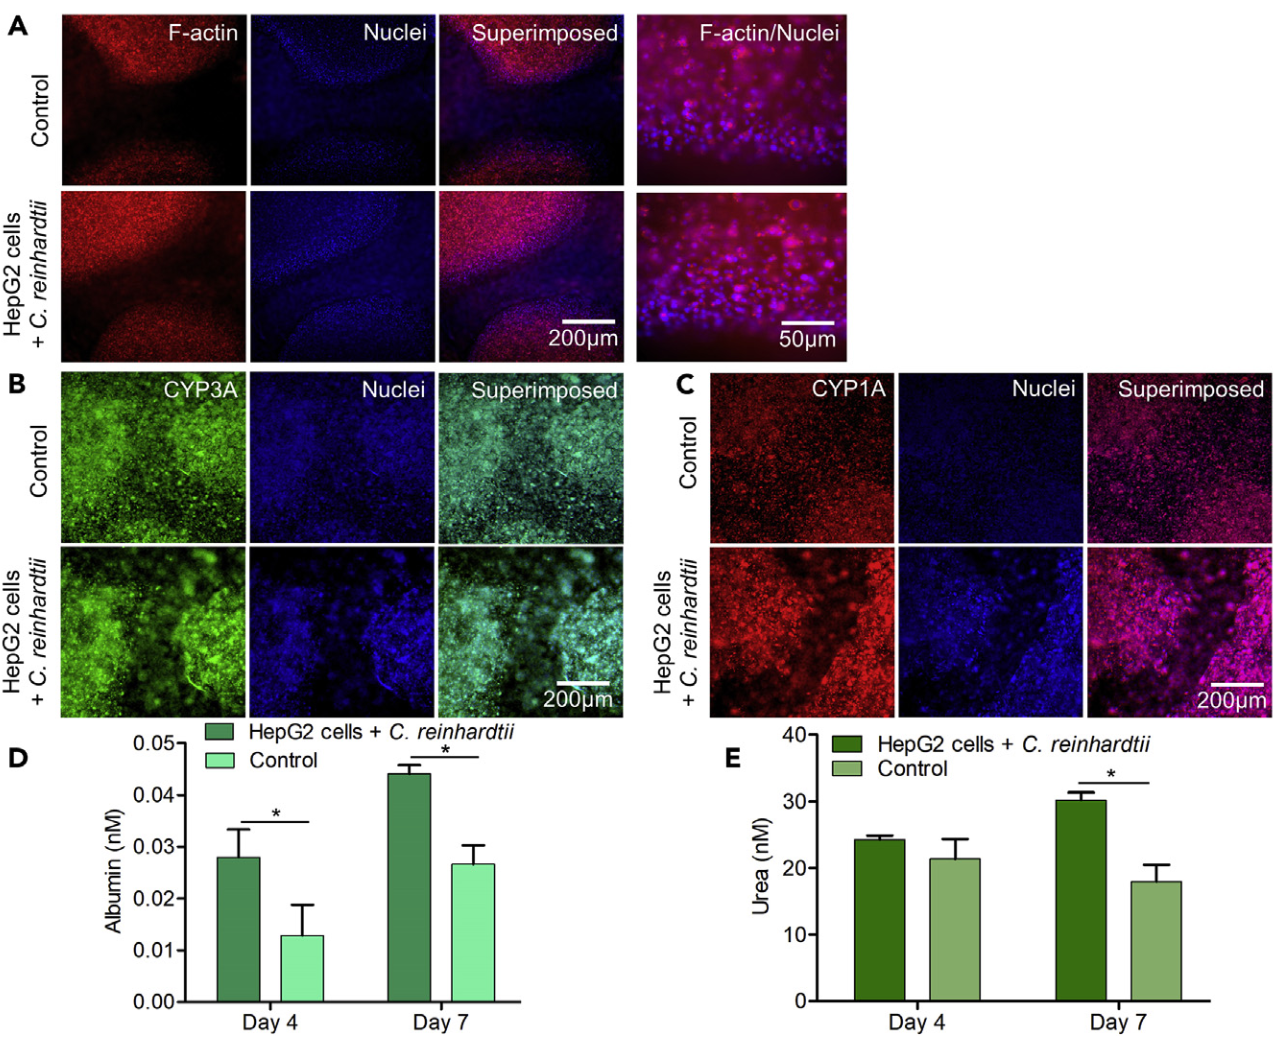 A
F-actin
Nuclei
Superimposed
F-actin/Nuclei
Control
HepG2 cells
+ C. reinhardtii
200µm
50µm
B
CYP3A
Nuclei
Superimposed
Control
HepG2 cells
+ C. reinhardtii
200µm
C
CYP1A
Nuclei
Superimposed
Control
HepG2 cells
+ C. reinhardtii
200µm
D
HepG2 cells + C. reinhardtii
Control
Albumin (nM)
0.05
0.04
0.03
0.02
0.01
0.00
*
*
Day 4
Day 7
E
HepG2 cells + C. reinhardtii
Control
Urea (nM)
40
30
20
10
0
*
Day 4
Day 7